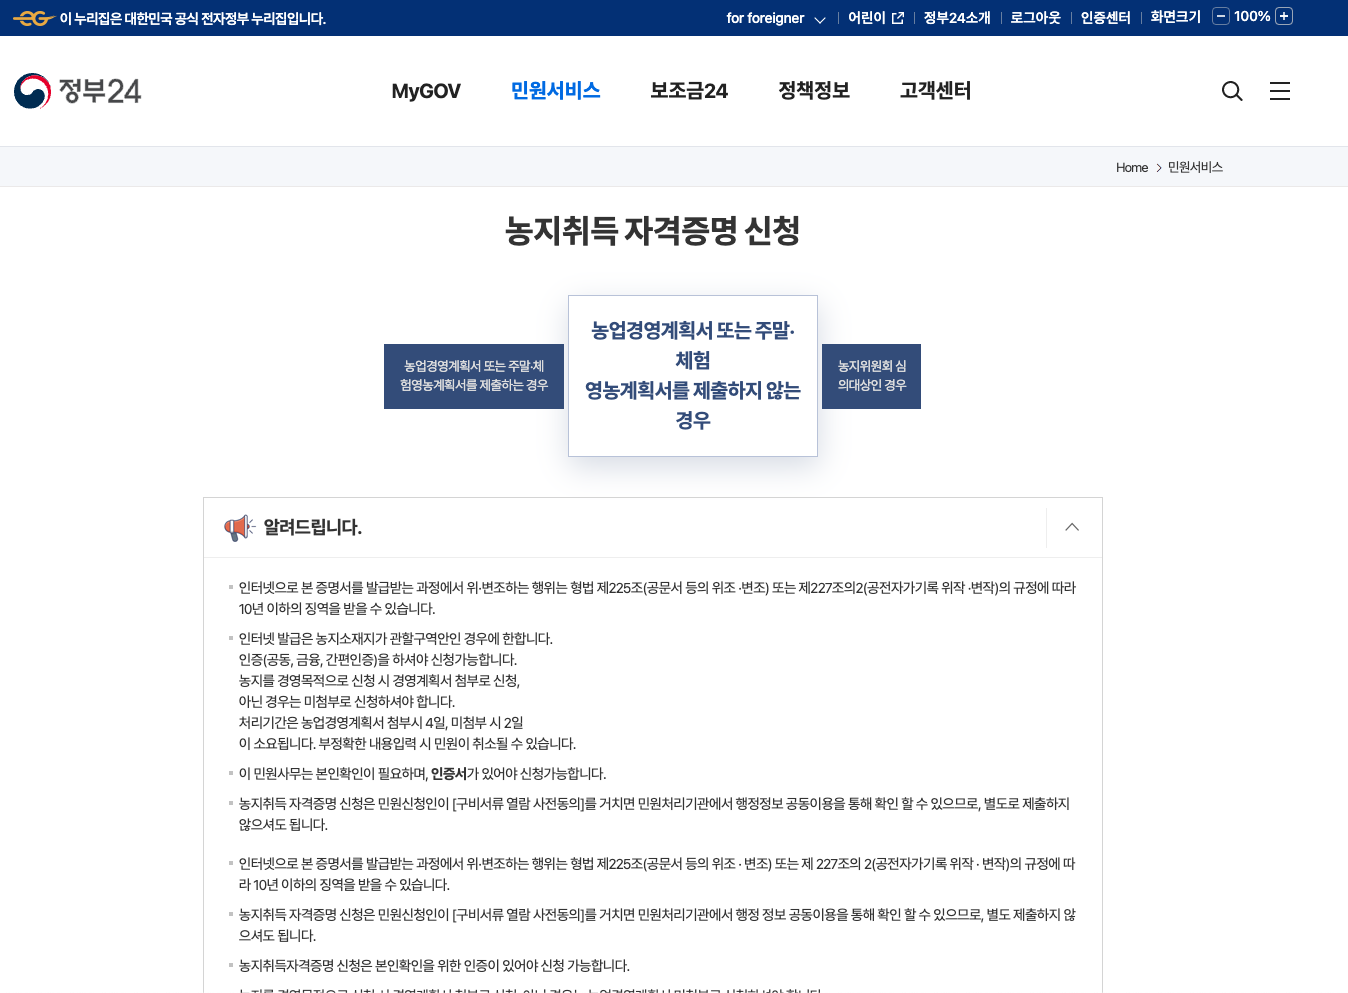 이 누리집은 대한민국 공식 전자정부 누리집입니다.
for foreigner 어린이 정부24소개 로그아웃 인증센터 화면크기 100%
정부24
MyGOV 민원서비스 보조금24 정책정보 고객센터
Home > 민원서비스
농지취득 자격증명 신청
농업경영계획서 또는 주말·체
험영농계획서를 제출하는 경우
농업경영계획서 또는 주말·
체험
영농계획서를 제출하지 않는
경우
농지위원회 심
의대상인 경우
알려드립니다.
인터넷으로 본 증명서를 발급받는 과정에서 위·변조하는 행위는 형법 제225조(공문서 등의 위조 ·변조) 또는 제227조의2(공전자가기록 위작 ·변작)의 규정에 따라
10년 이하의 징역을 받을 수 있습니다.
인터넷 발급은 농지소재지가 관할구역안인 경우에 한합니다.
인증(공동, 금융, 간편인증)을 하셔야 신청가능합니다.
농지를 경영목적으로 신청 시 경영계획서 첨부로 신청,
아닌 경우는 미첨부로 신청하셔야 합니다.
처리기간은 농업경영계획서 첨부시 4일, 미첨부 시 2일
이 소요됩니다. 부정확한 내용입력 시 민원이 취소될 수 있습니다.
이 민원사무는 본인확인이 필요하며, 인증서가 있어야 신청가능합니다.
농지취득 자격증명 신청은 민원신청인이 [구비서류 열람 사전동의]를 거치면 민원처리기관에서 행정정보 공동이용을 통해 확인 할 수 있으므로, 별도로 제출하지
않으셔도 됩니다.
인터넷으로 본 증명서를 발급받는 과정에서 위·변조하는 행위는 형법 제225조(공문서 등의 위조 · 변조) 또는 제 227조의 2(공전자가기록 위작 · 변작)의 규정에 따
라 10년 이하의 징역을 받을 수 있습니다.
농지취득 자격증명 신청은 민원신청인이 [구비서류 열람 사전동의]를 거치면 민원처리기관에서 행정 정보 공동이용을 통해 확인 할 수 있으므로, 별도 제출하지 않
으셔도 됩니다.
농지취득자격증명 신청은 본인확인을 위한 인증이 있어야 신청 가능합니다.